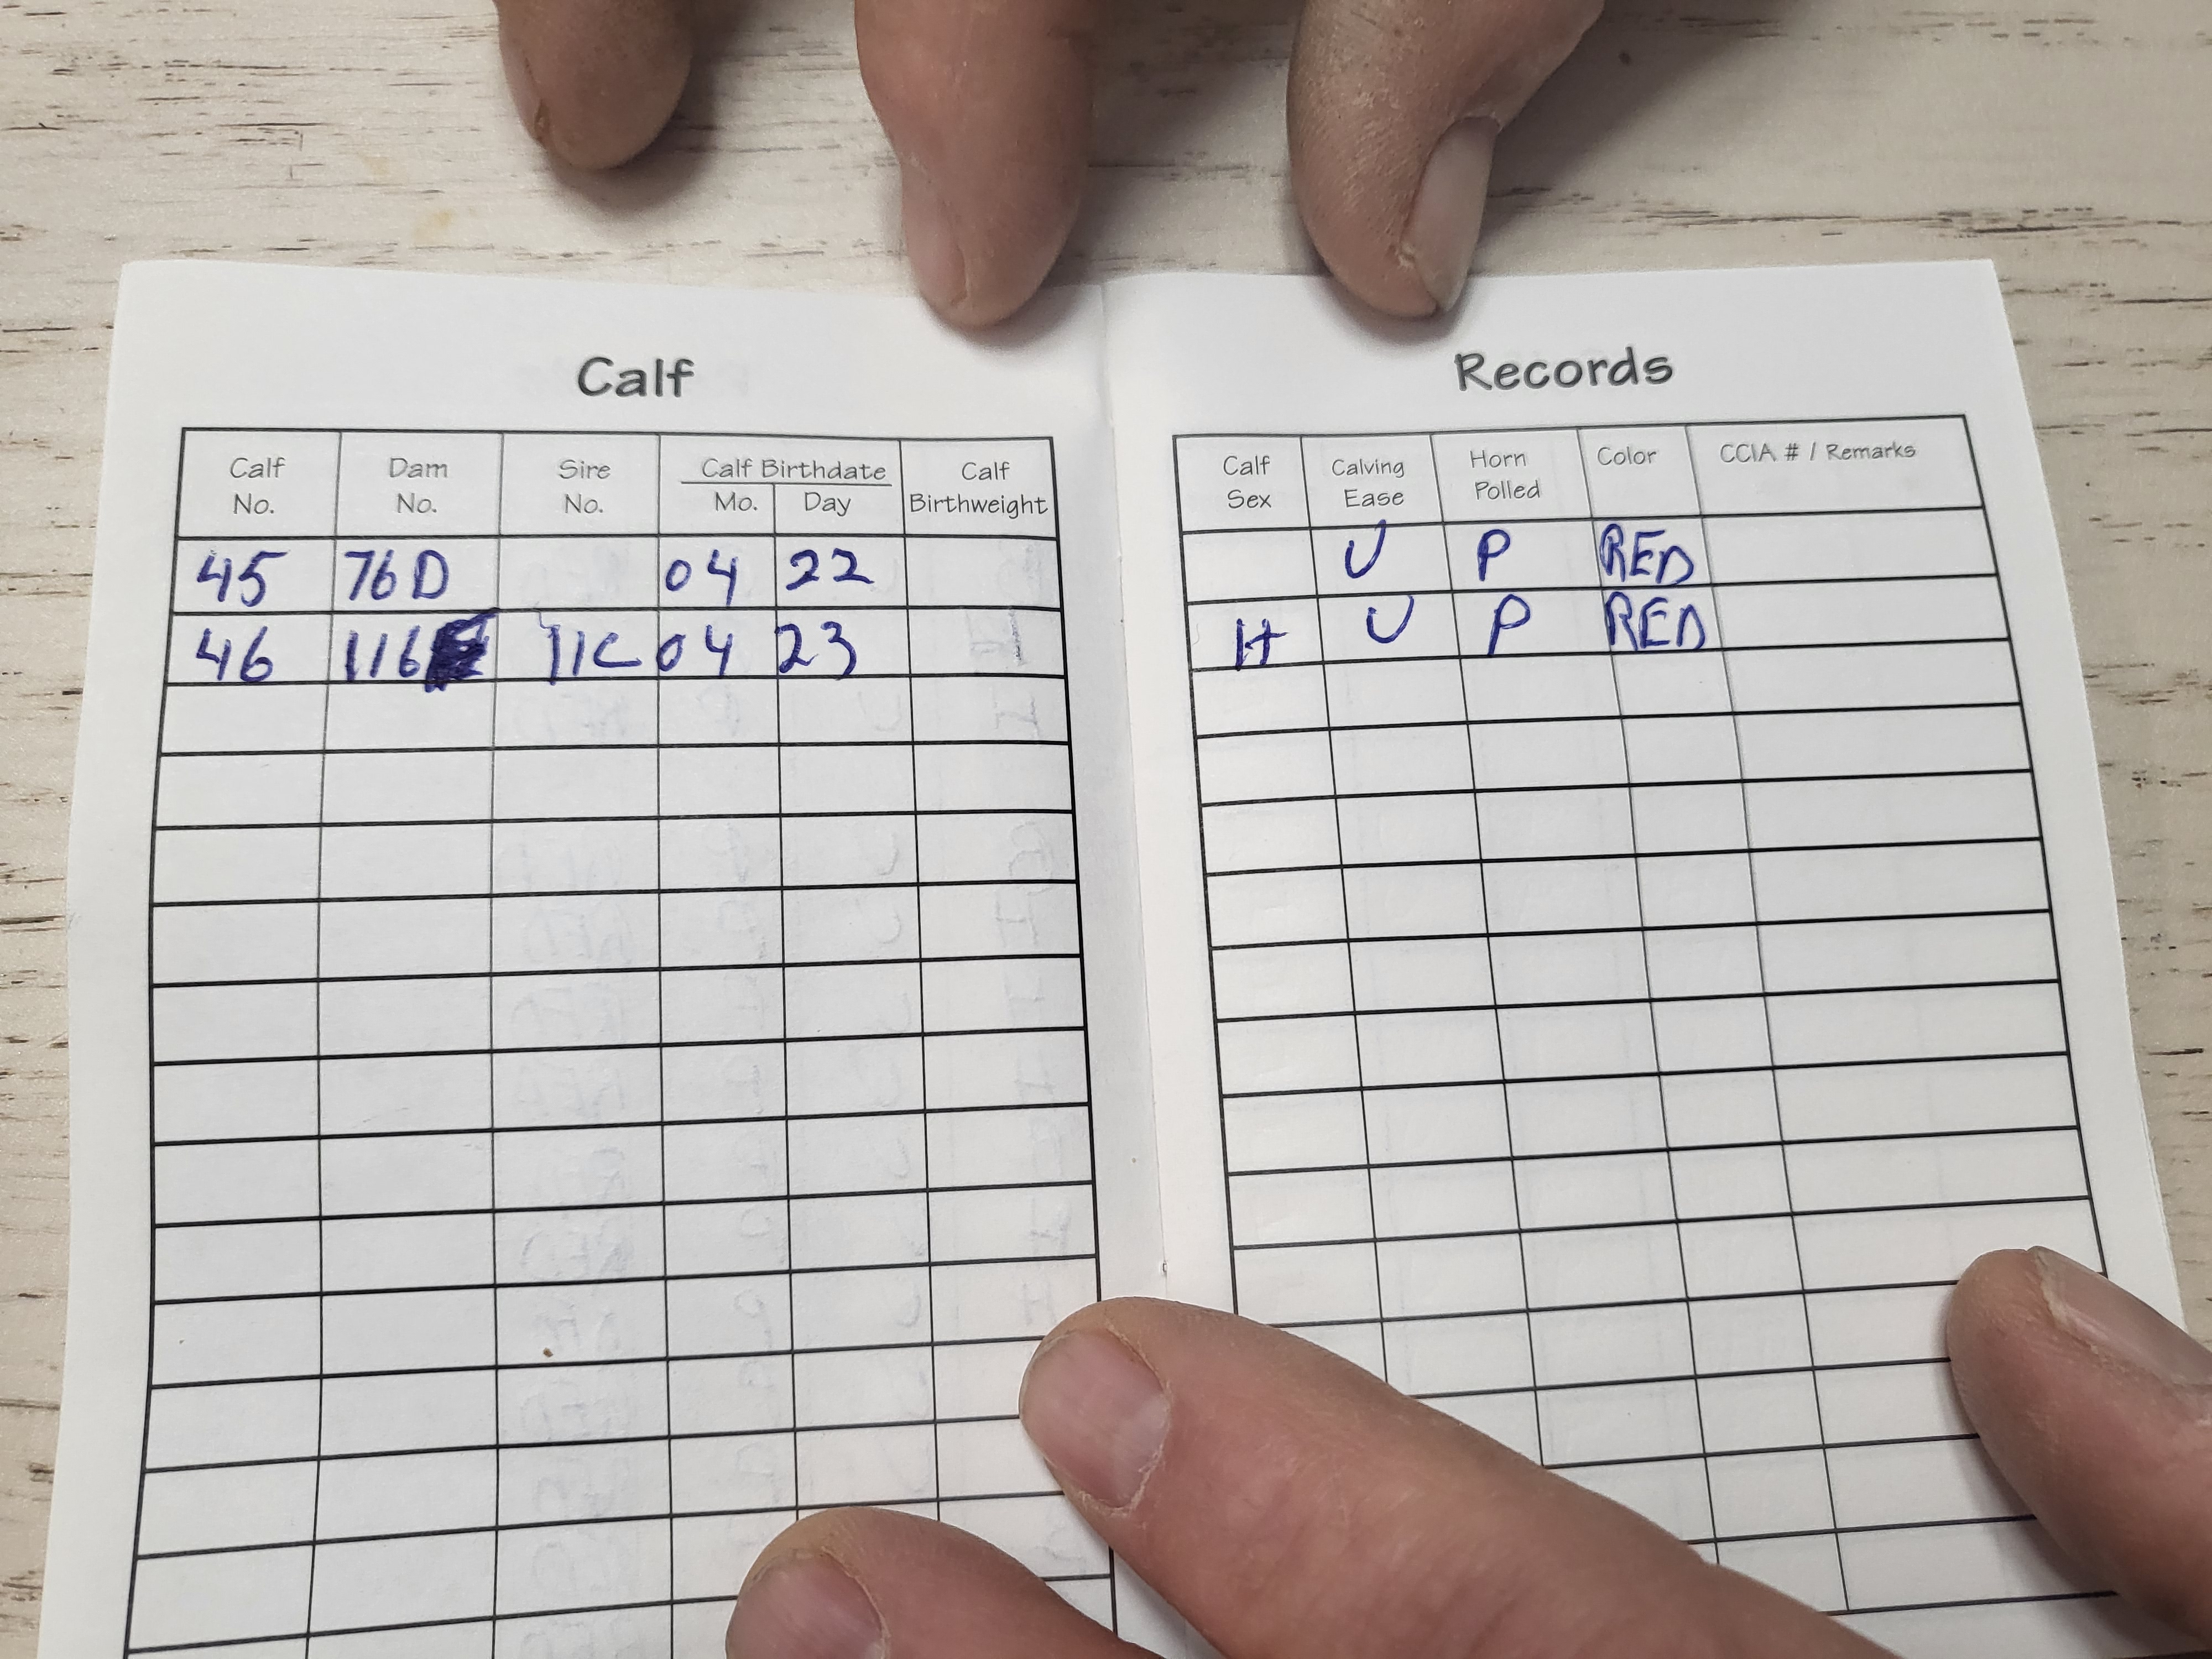 Calf Records
Calf No. Dam No. Sire No. Calf Birthdate Mo. Day Calf Birthweight Calf Sex Calving Ease Horn Polled Color CCIA # / Remarks
45 76D 04 22 U P RED
46 116 11C 04 23 H U P RED